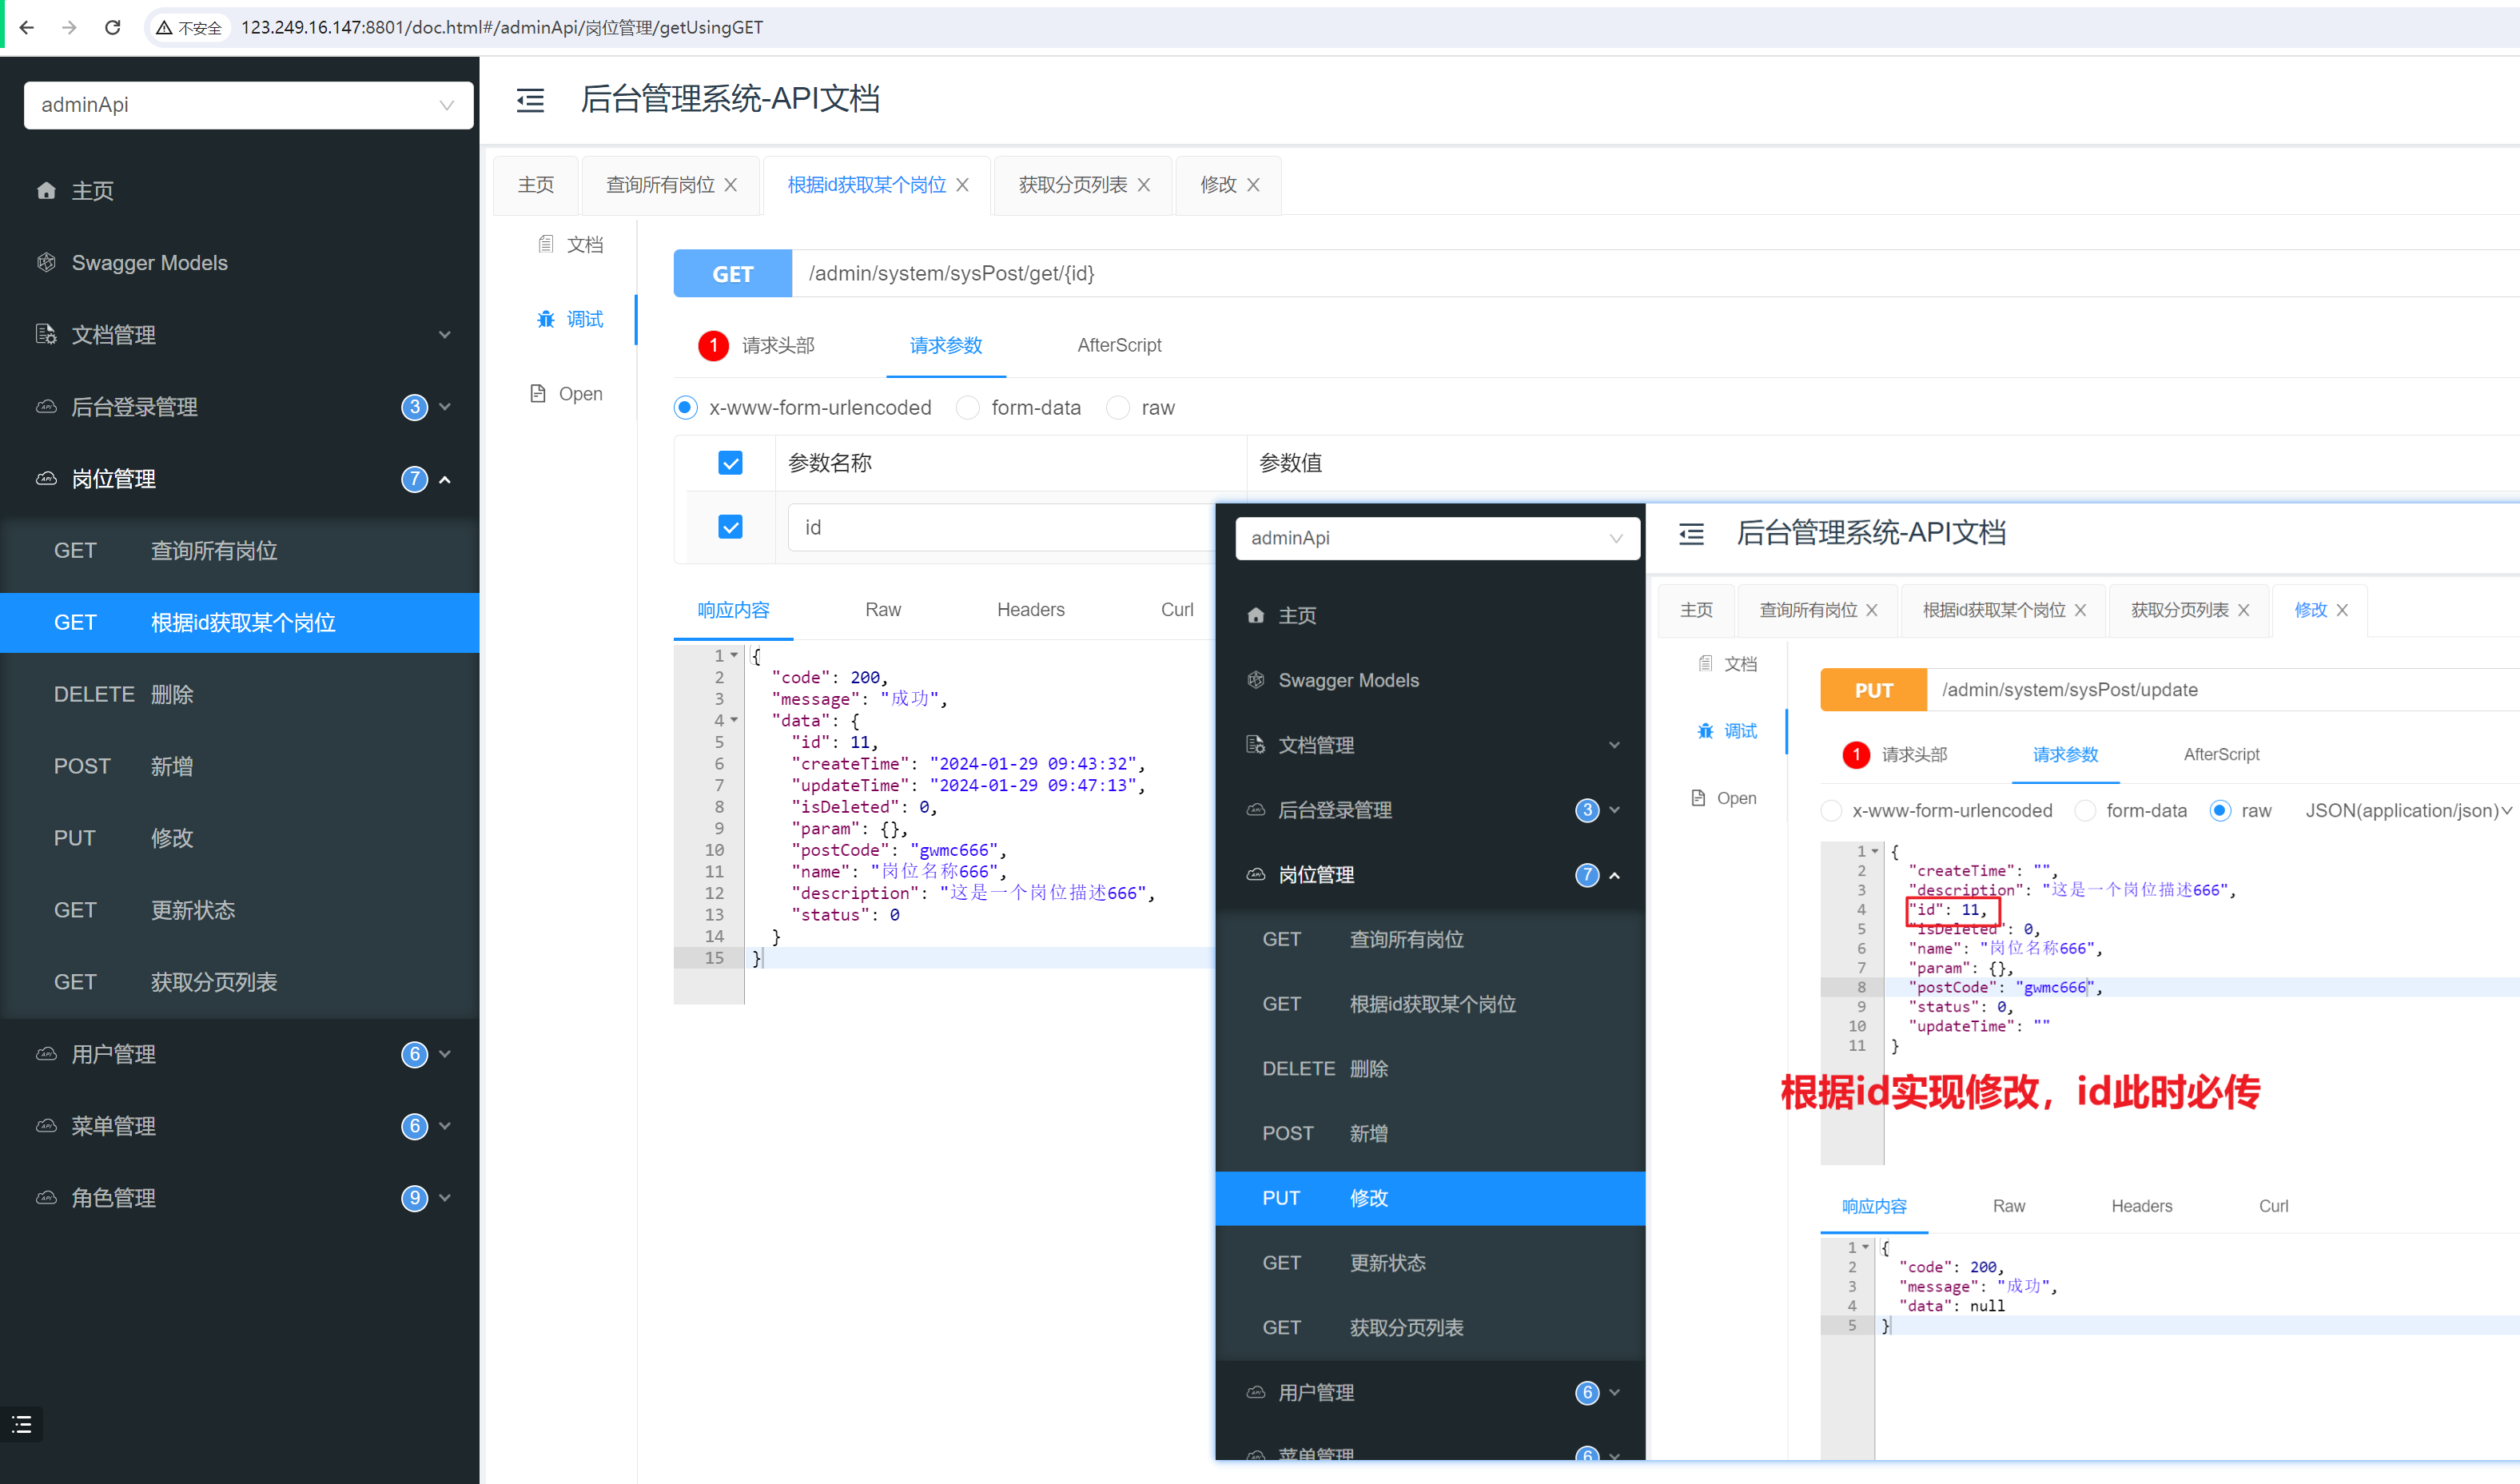 不安全
123.249.16.147:8801/doc.html#/adminApi/岗位管理/getUsingGET
adminApi
后台管理系统-API文档
主页
Swagger Models
文档管理
后台登录管理
3
岗位管理
7
GET 查询所有岗位
GET 根据id获取某个岗位
DELETE 删除
POST 新增
PUT 修改
GET 更新状态
GET 获取分页列表
用户管理
6
菜单管理
6
角色管理
9
主页 查询所有岗位 根据id获取某个岗位 获取分页列表 修改
文档
调试
Open
GET /admin/system/sysPost/get/{id}
1 请求头部 请求参数 AfterScript
x-www-form-urlencoded form-data raw
参数名称 参数值
id
响应内容 Raw Headers Curl
1 {
2 "code": 200,
3 "message": "成功",
4 "data": {
5 "id": 11,
6 "createTime": "2024-01-29 09:43:32",
7 "updateTime": "2024-01-29 09:47:13",
8 "isDeleted": 0,
9 "param": {},
10 "postCode": "gwmc666",
11 "name": "岗位名称666",
12 "description": "这是一个岗位描述666",
13 "status": 0
14 }
15 }
adminApi
后台管理系统-API文档
主页
Swagger Models
文档管理
后台登录管理
3
岗位管理
7
GET 查询所有岗位
GET 根据id获取某个岗位
DELETE 删除
POST 新增
PUT 修改
GET 更新状态
GET 获取分页列表
用户管理
6
菜单管理
6
主页 查询所有岗位 根据id获取某个岗位 获取分页列表 修改
文档
调试
Open
PUT /admin/system/sysPost/update
1 请求头部 请求参数 AfterScript
x-www-form-urlencoded form-data raw JSON(application/json)
1 {
2 "createTime": "",
3 "description": "这是一个岗位描述666",
4 "id": 11,
5 "isDeleted": 0,
6 "name": "岗位名称666",
7 "param": {},
8 "postCode": "gwmc666",
9 "status": 0,
10 "updateTime": ""
11 }
根据id实现修改，id此时必传
响应内容 Raw Headers Curl
1 {
2 "code": 200,
3 "message": "成功",
4 "data": null
5 }